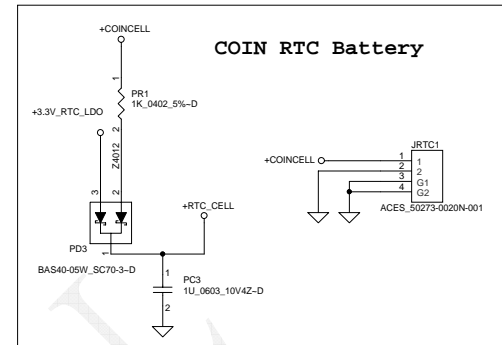 +COINCELL
COIN RTC Battery
1
PR1
1K_0402_5%~D
+3.3V_RTC_LDO
2
Z4012
3
2
+RTC_CELL
PD3
1
BAS40-05W_SC70-3~D
1
PC3
1U_0603_10V4Z~D
2
JRTC1
+COINCELL
1
1
2
2
3
G1
4
G2
ACES_50273-0020N-001